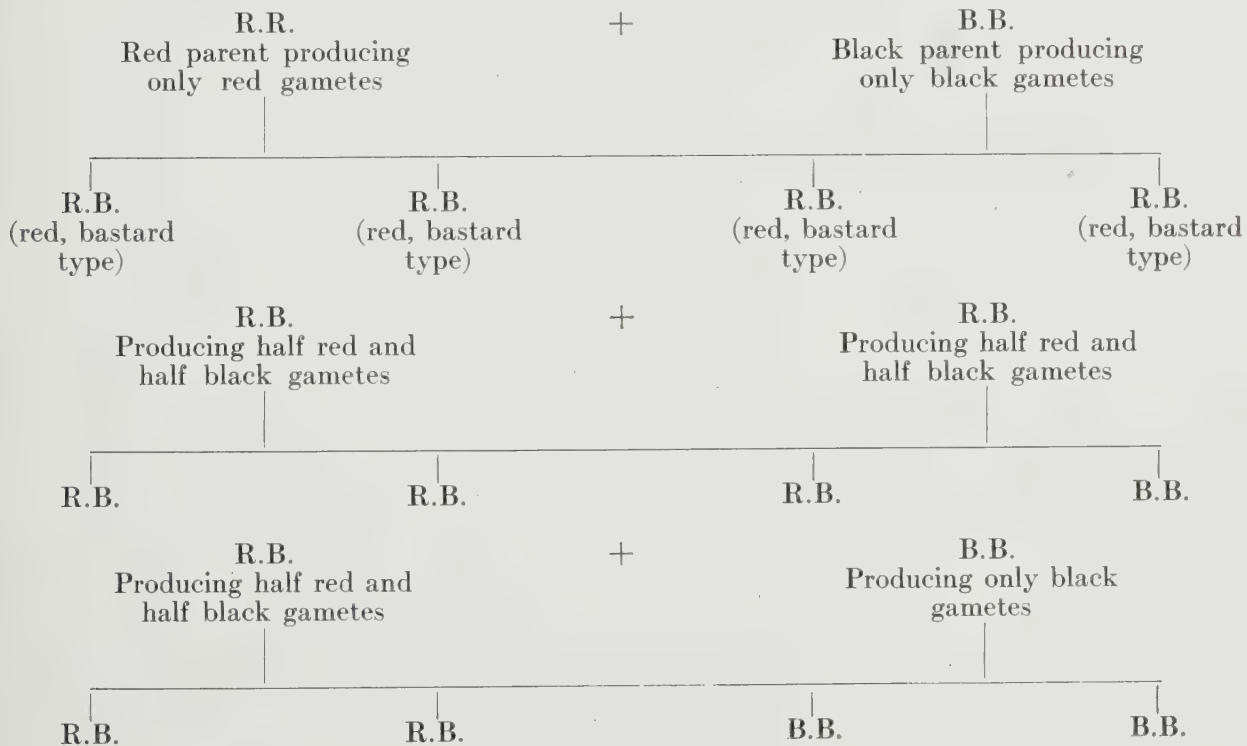 R.R. + B.B.
Red parent producing Black parent producing
only red gametes only black gametes
R.B. R.B. R.B. R.B.
(red, bastard (red, bastard (red, bastard (red, bastard
type) type) type) type)
R.B. + R.B.
Producing half red and Producing half red and
half black gametes half black gametes
R.B. R.B. R.B. B.B.
R.B. + B.B.
Producing half red and Producing only black
half black gametes gametes
R.B. R.B. B.B. B.B.